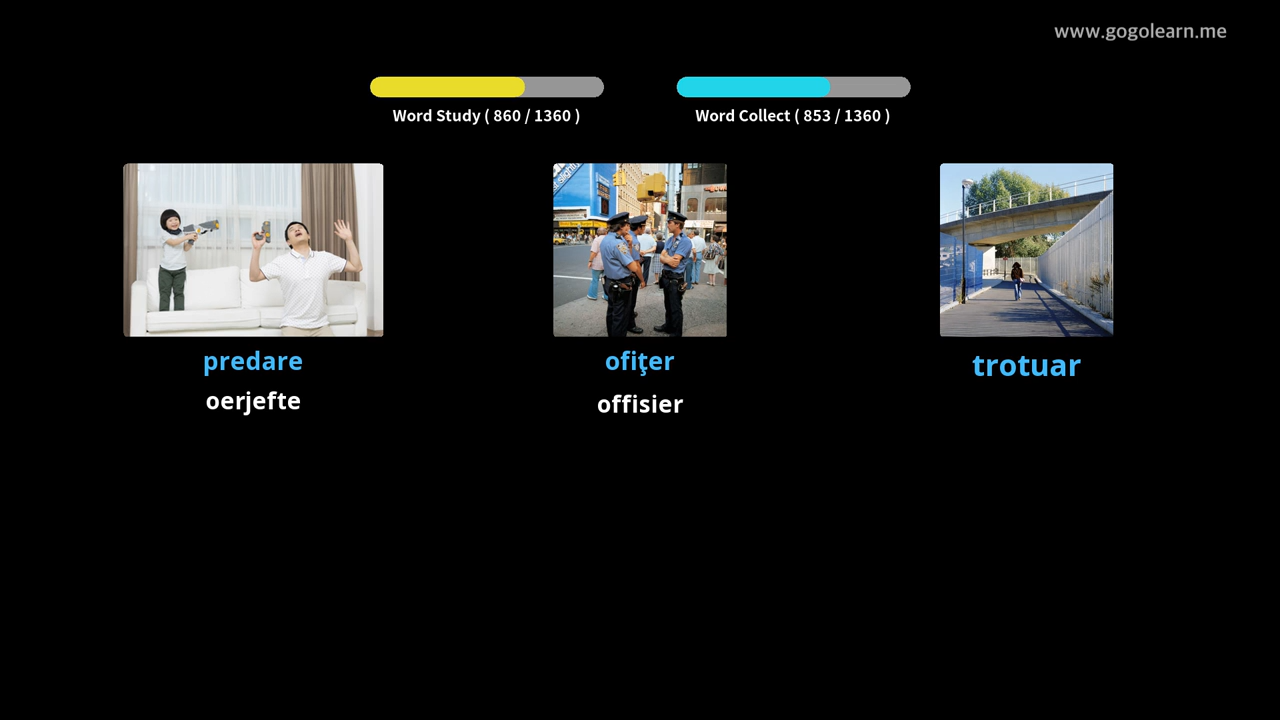 www.gogolearn.me
Word Study ( 860 / 1360 )
Word Collect ( 853 / 1360 )
predare
ofiţer
trotuar
oerjefte
offisier